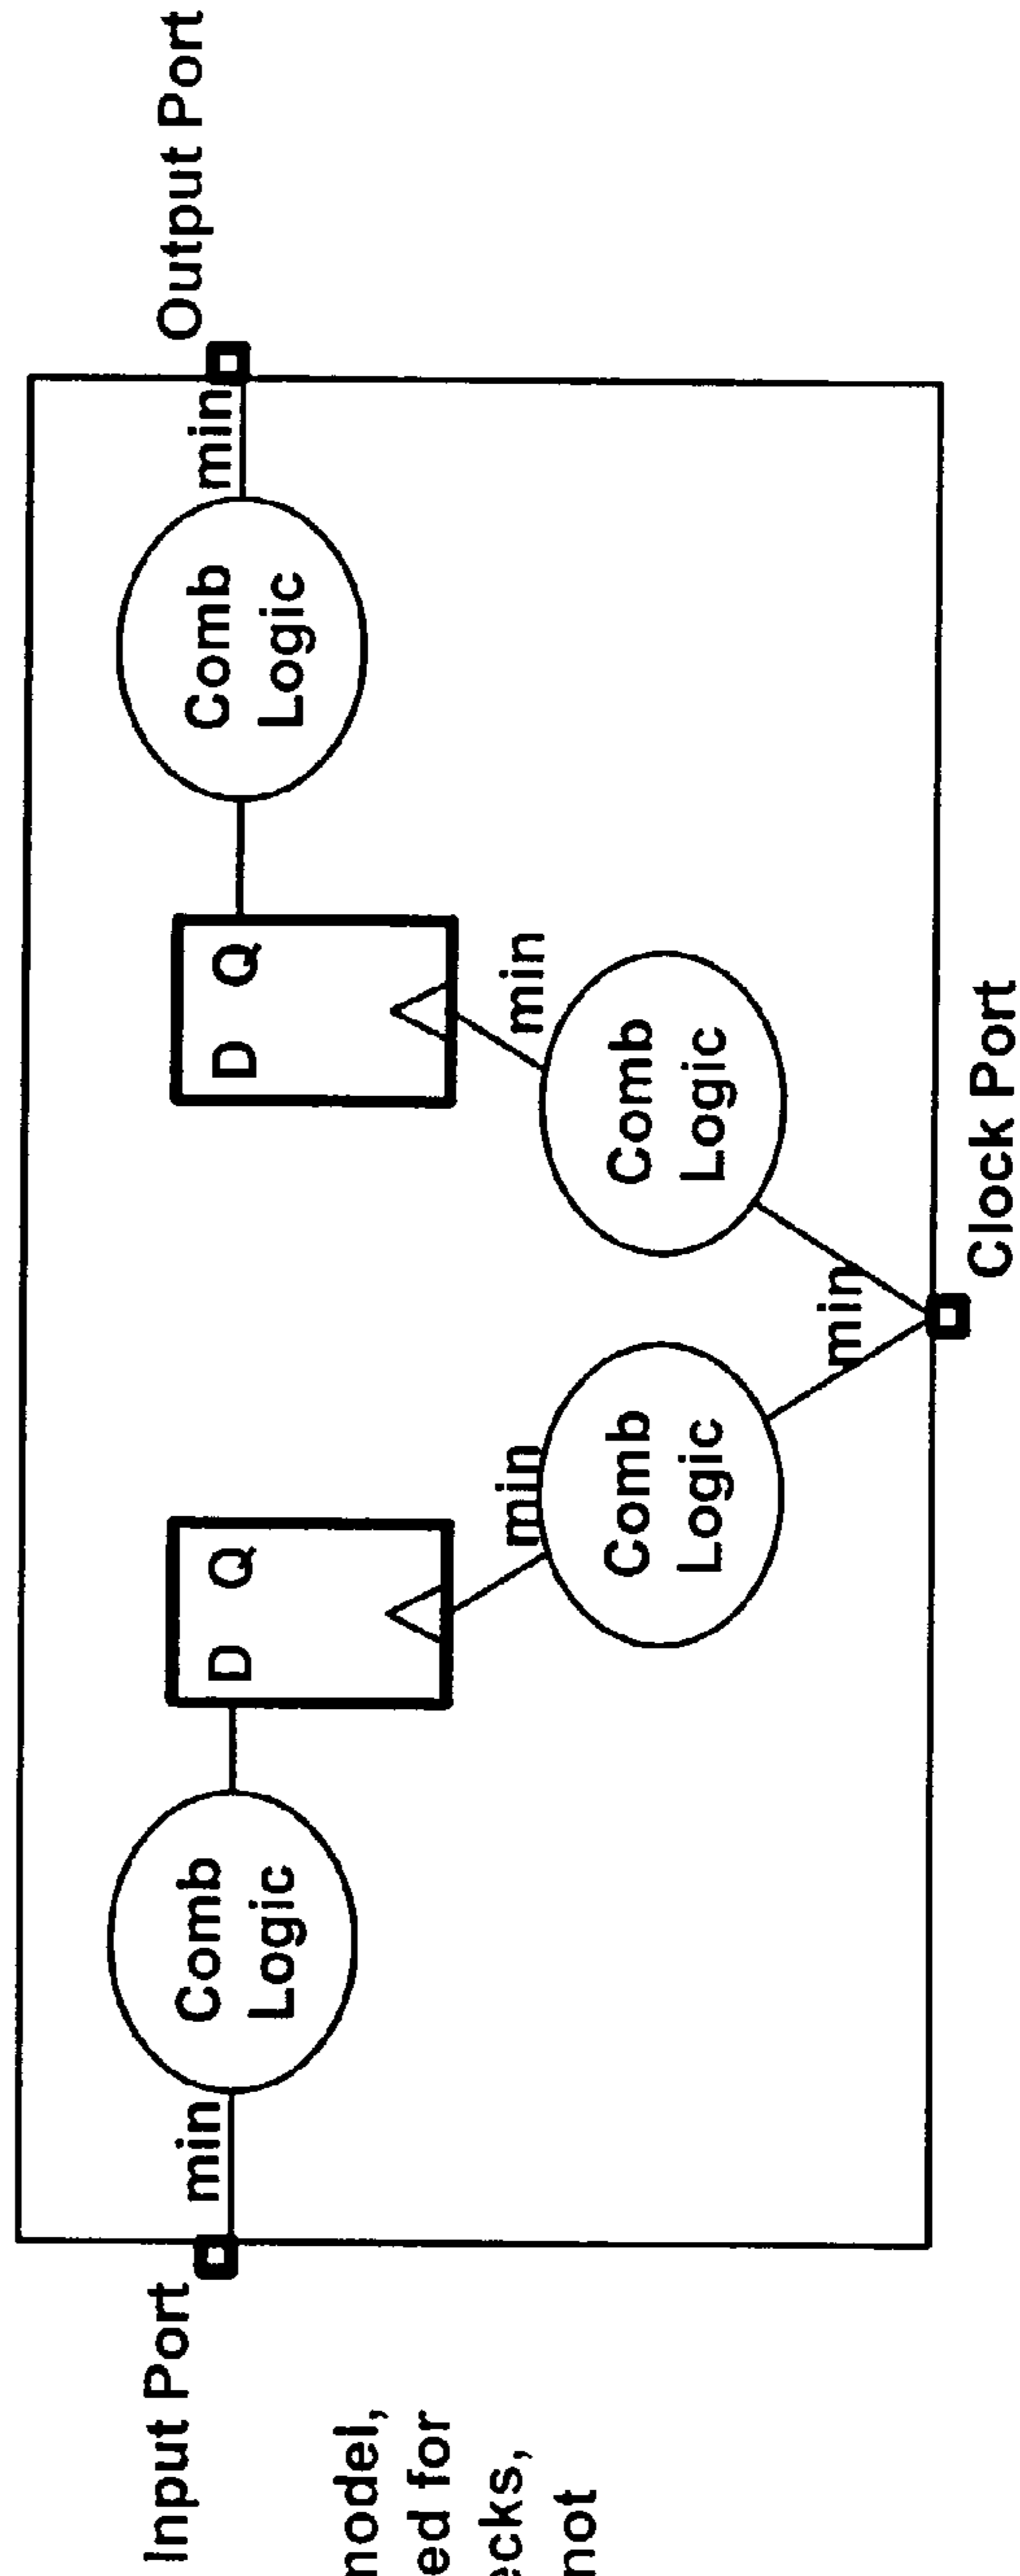 Input Port
min
Comb
Logic
D Q
D Q
Comb
Logic
min
Output Port
model,
ed for
ecks,
not
min
Comb
Logic
min
Comb
Logic
min
Clock Port